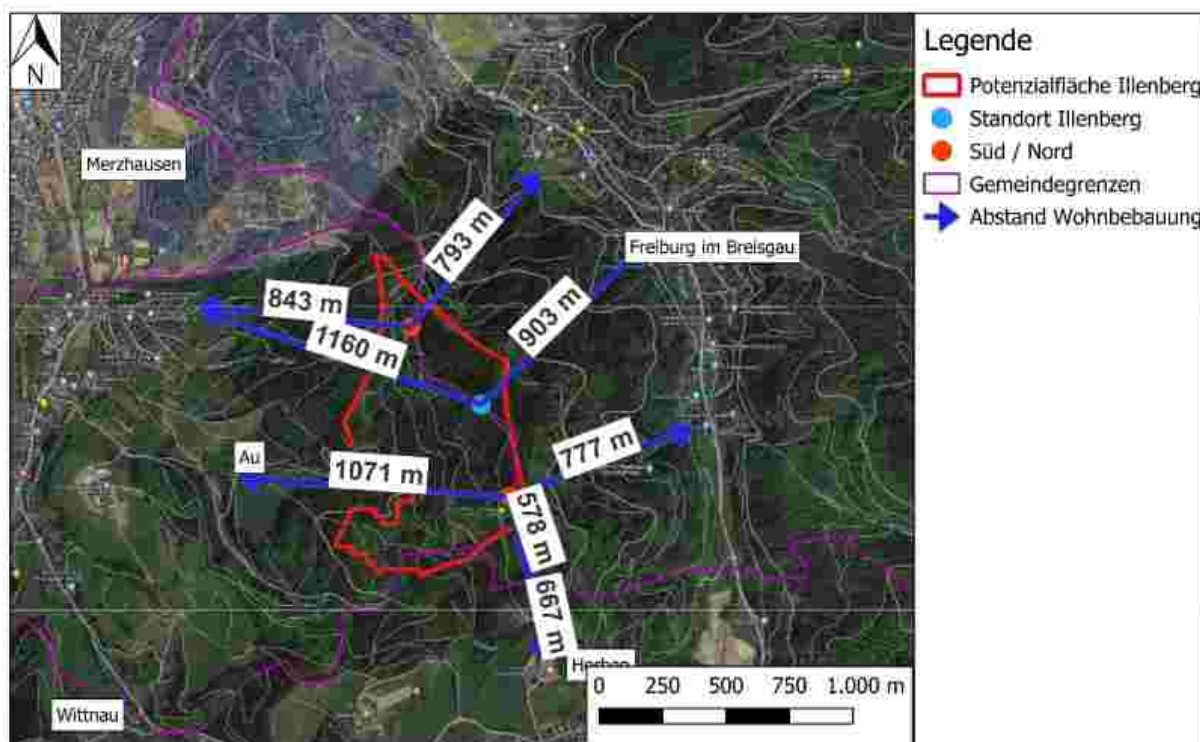 N
Merzhausen
793 m
Freiburg im Breisgau
843 m
903 m
1160 m
Au
1071 m
777 m
578 m
667 m
Wittnau
0 250 500 750 1.000 m
Legende
Potenzialfläche Illenberg
Standort Illenberg
Süd / Nord
Gemeindegrenzen
Abstand Wohnbebauung